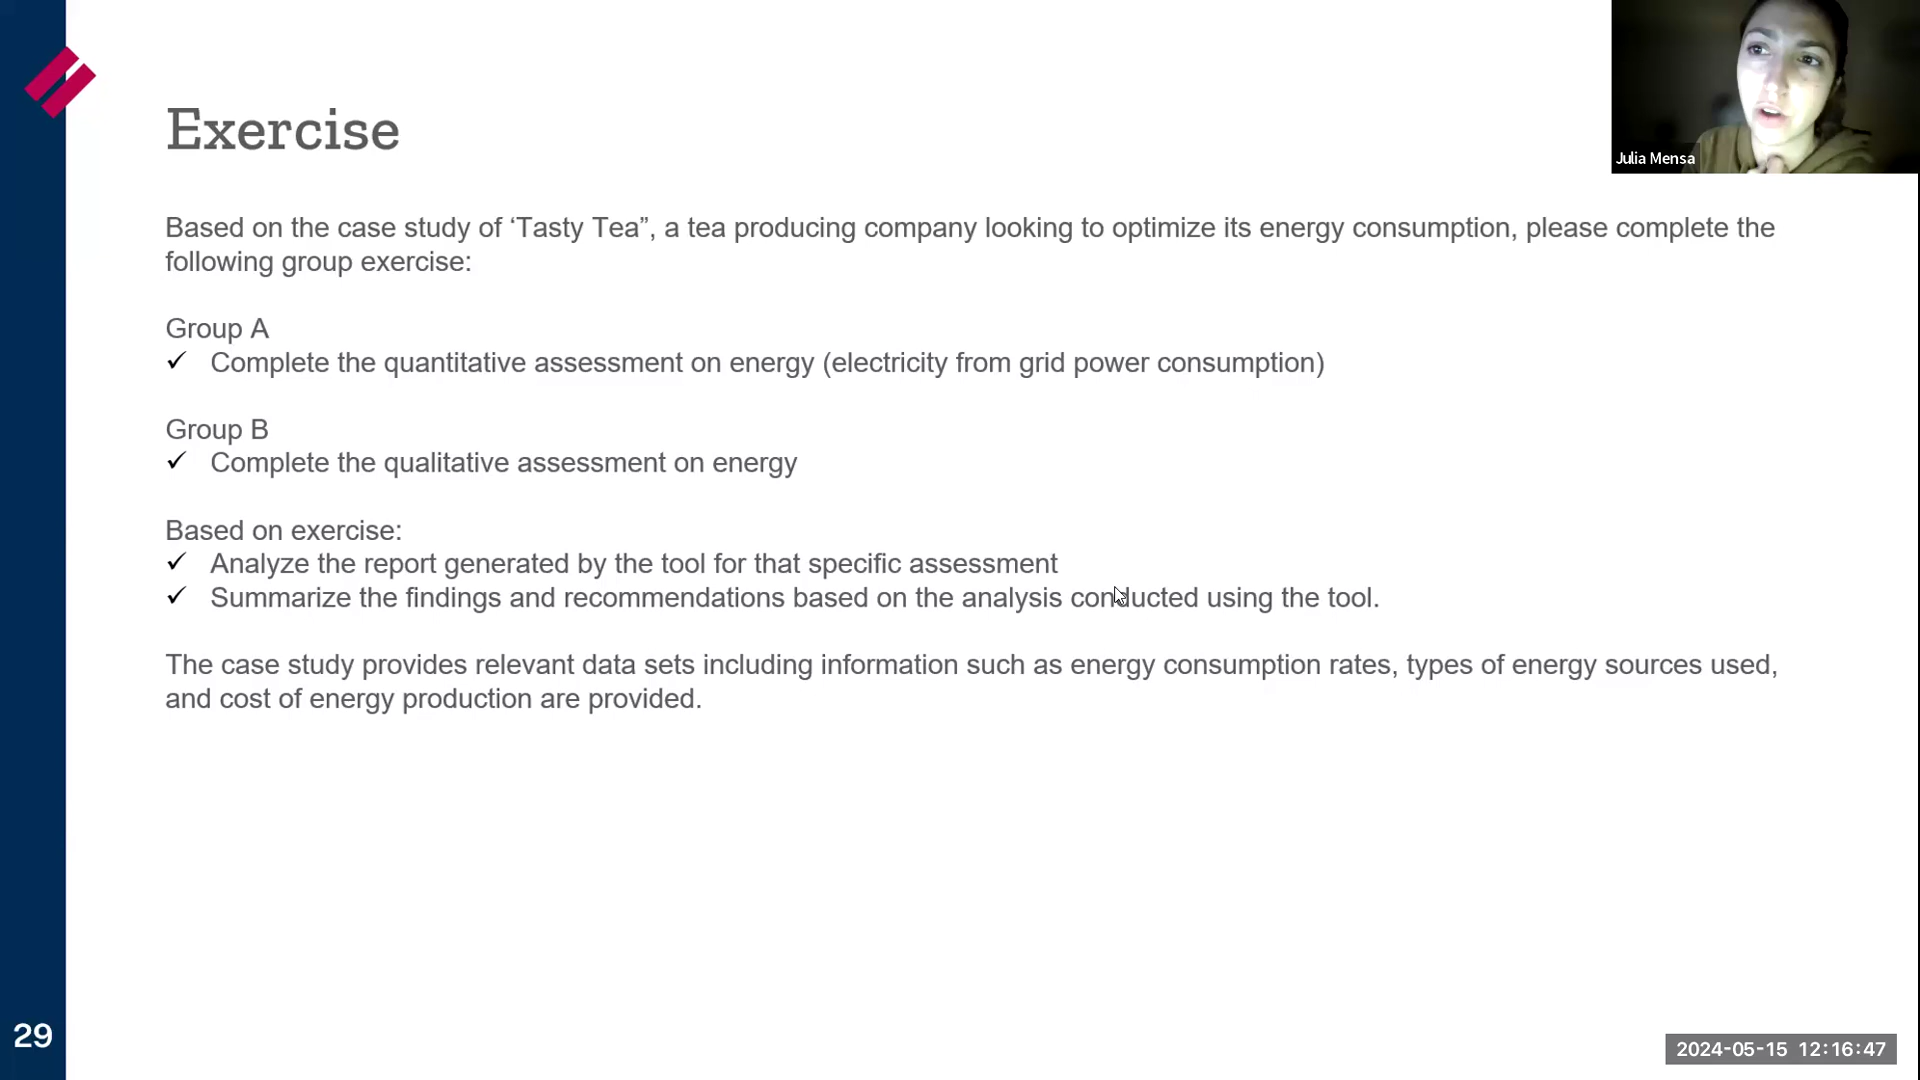 Exercise
Julia Mensa
Based on the case study of ‘Tasty Tea”, a tea producing company looking to optimize its energy consumption, please complete the
following group exercise:
Group A
✓ Complete the quantitative assessment on energy (electricity from grid power consumption)
Group B
✓ Complete the qualitative assessment on energy
Based on exercise:
✓ Analyze the report generated by the tool for that specific assessment
✓ Summarize the findings and recommendations based on the analysis conducted using the tool.
The case study provides relevant data sets including information such as energy consumption rates, types of energy sources used,
and cost of energy production are provided.
29
2024-05-15 12:16:47